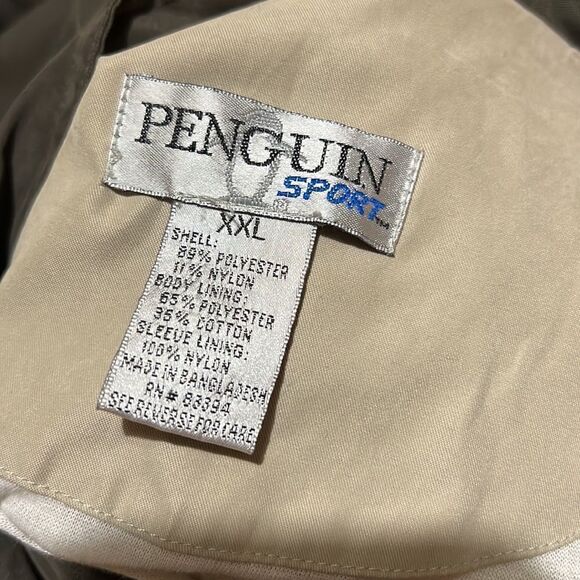 PENGUIN
SPORT™
XXL
SHELL:
89% POLYESTER
11% NYLON
BODY LINING:
65% POLYESTER
35% COTTON
SLEEVE LINING:
100% NYLON
MADE IN BANGLADESH
RN# 88394
SEE REVERSE FOR CARE